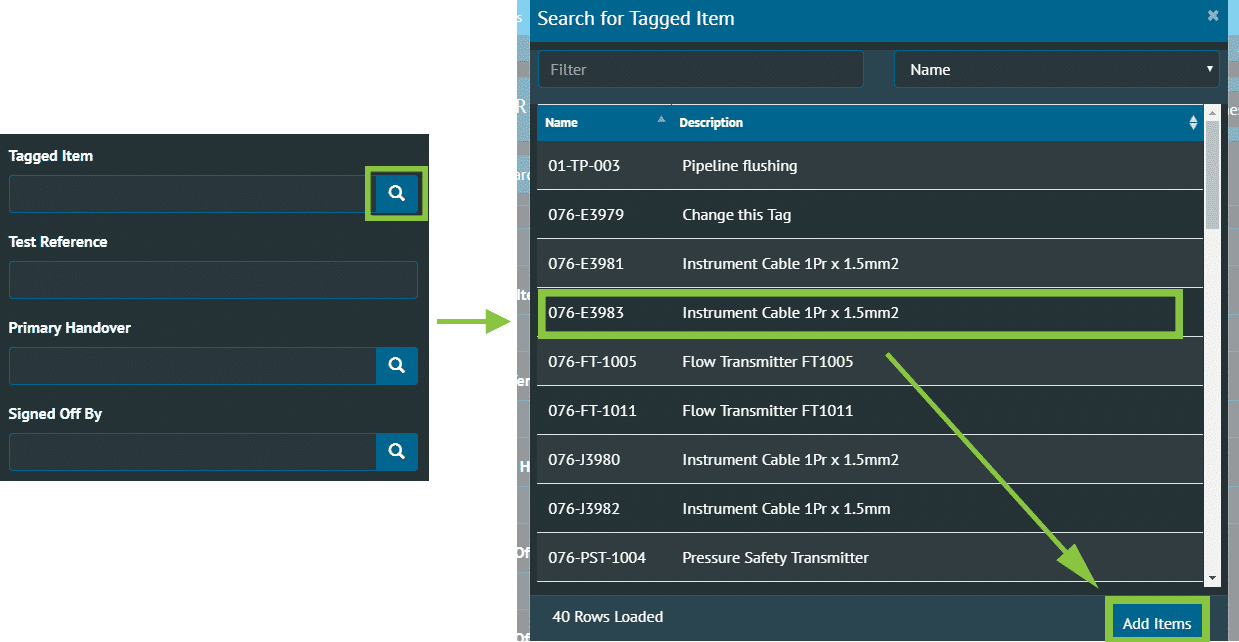 Tagged Item
Test Reference
Primary Handover
Signed Off By
Search for Tagged Item
Filter
Name
Name Description
01-TP-003 Pipeline flushing
076-E3979 Change this Tag
076-E3981 Instrument Cable 1Pr x 1.5mm2
076-E3983 Instrument Cable 1Pr x 1.5mm2
076-FT-1005 Flow Transmitter FT1005
076-FT-1011 Flow Transmitter FT1011
076-J3980 Instrument Cable 1Pr x 1.5mm2
076-J3982 Instrument Cable 1Pr x 1.5mm
076-PST-1004 Pressure Safety Transmitter
40 Rows Loaded
Add Items